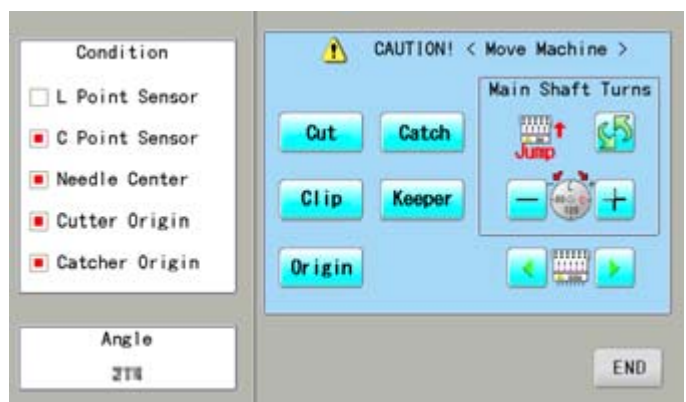 Condition
L Point Sensor
C Point Sensor
Needle Center
Cutter Origin
Catcher Origin
Angle
CAUTION! < Move Machine >
Main Shaft Turns
Cut
Catch
Jump
Clip
Keeper
Origin
END